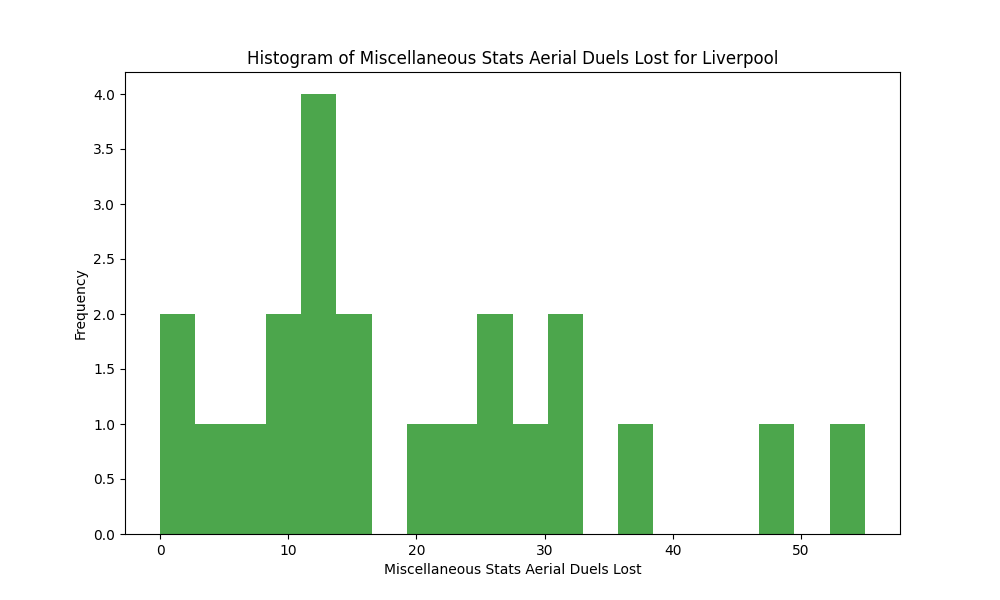 Histogram of Miscellaneous Stats Aerial Duels Lost for Liverpool
4.0
3.5
3.0
2.5
2.0
1.5
1.0
0.5
0.0
Frequency
0 10 20 30 40 50
Miscellaneous Stats Aerial Duels Lost